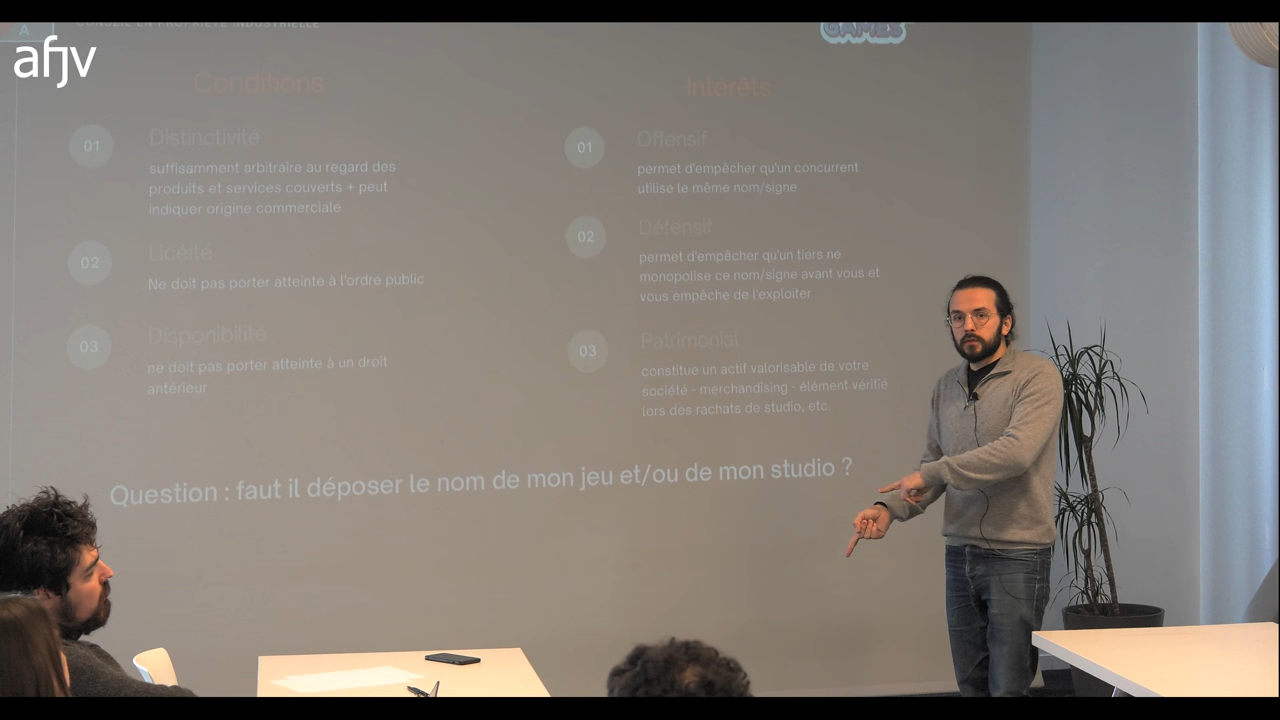 A
CONSEIL EN PROPRIÉTÉ INDUSTRIELLE
GAMES
afjv
Conditions
01
Distinctivité
suffisamment arbitraire au regard des
produits et services couverts + peut
indiquer origine commerciale
02
Licéité
Ne doit pas porter atteinte à l'ordre public
03
Disponibilité
ne doit pas porter atteinte à un droit
antérieur
Intérêts
01
Offensif
permet d'empêcher qu'un concurrent
utilise le même nom/signe
02
Défensif
permet d'empêcher qu'un tiers ne
monopolise ce nom/signe avant vous et
vous empêche de l'exploiter
03
Patrimonial
constitue un actif valorisable de votre
société - merchandising - élément vérifié
lors des rachats de studio, etc.
Question : faut il déposer le nom de mon jeu et/ou de mon studio ?